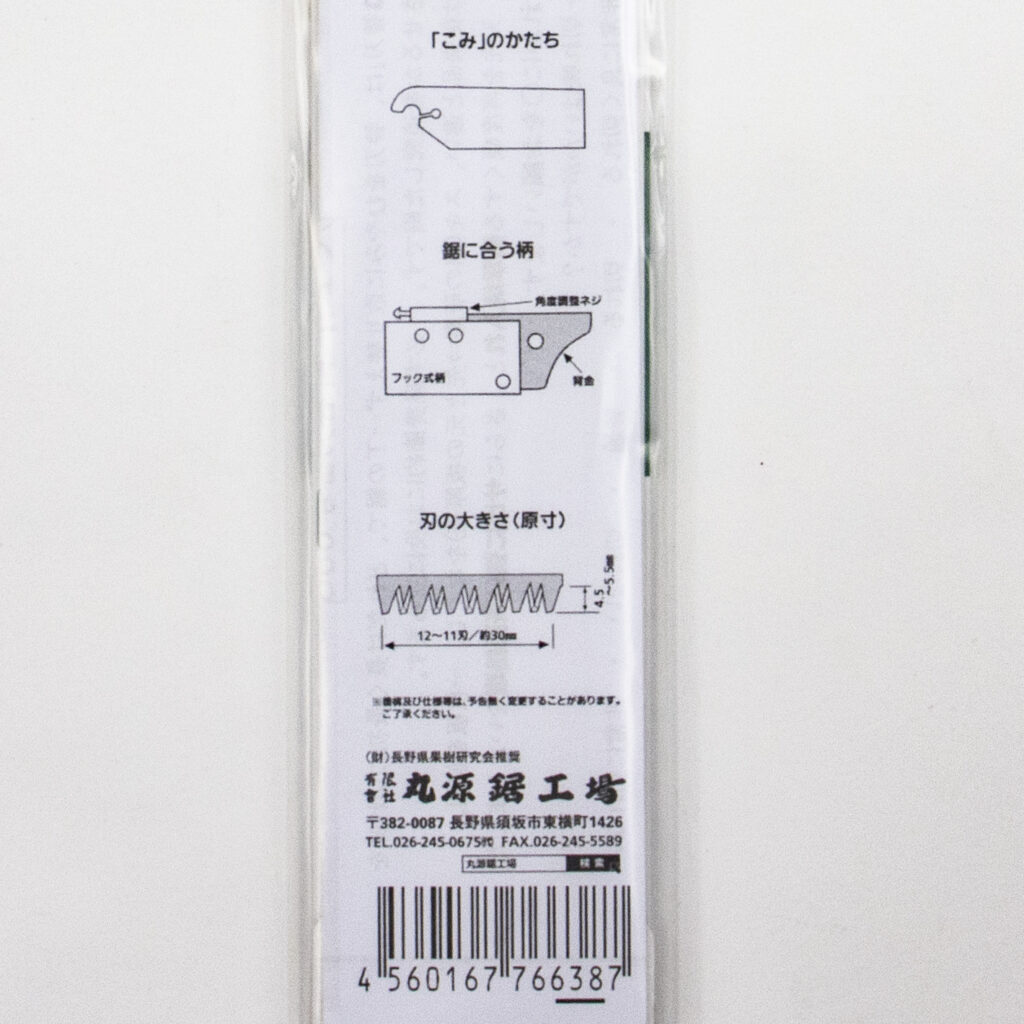 「こみ」のかたち
鋸に合う柄
角度調整ネジ
フック式柄
背金
刃の大きさ(原寸)
4.5
〜5.5㎜
12〜11刃/約30㎜
※価格及び仕様等は、予告無く変更することがあります。
ご了承ください。
(財)長野県果樹研究会推奨
有限
會社 丸源鋸工場
〒382-0087 長野県須坂市東横町1426
TEL.026-245-0675㈹ FAX.026-245-5589
丸源鋸工場 検索
4 560167 766387